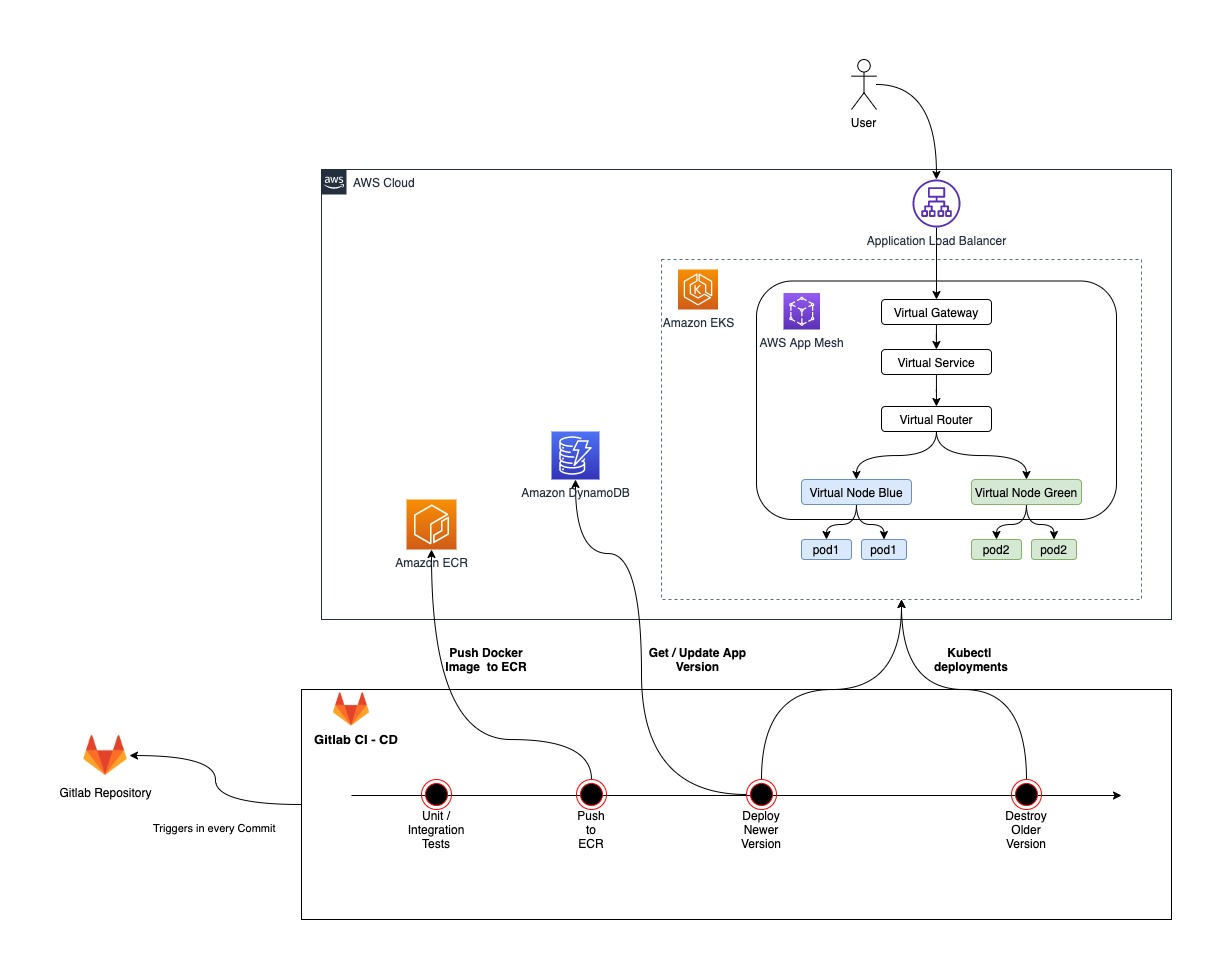 User
aws
AWS Cloud
Application Load Balancer
K
Amazon EKS
AWS App Mesh
Virtual Gateway
Virtual Service
Virtual Router
Virtual Node Blue
Virtual Node Green
pod1
pod1
pod2
pod2
Amazon DynamoDB
Amazon ECR
Push Docker
Image to ECR
Get / Update App
Version
Kubectl
deployments
Gitlab CI - CD
Gitlab Repository
Triggers in every Commit
Unit /
Integration
Tests
Push
to
ECR
Deploy
Newer
Version
Destroy
Older
Version